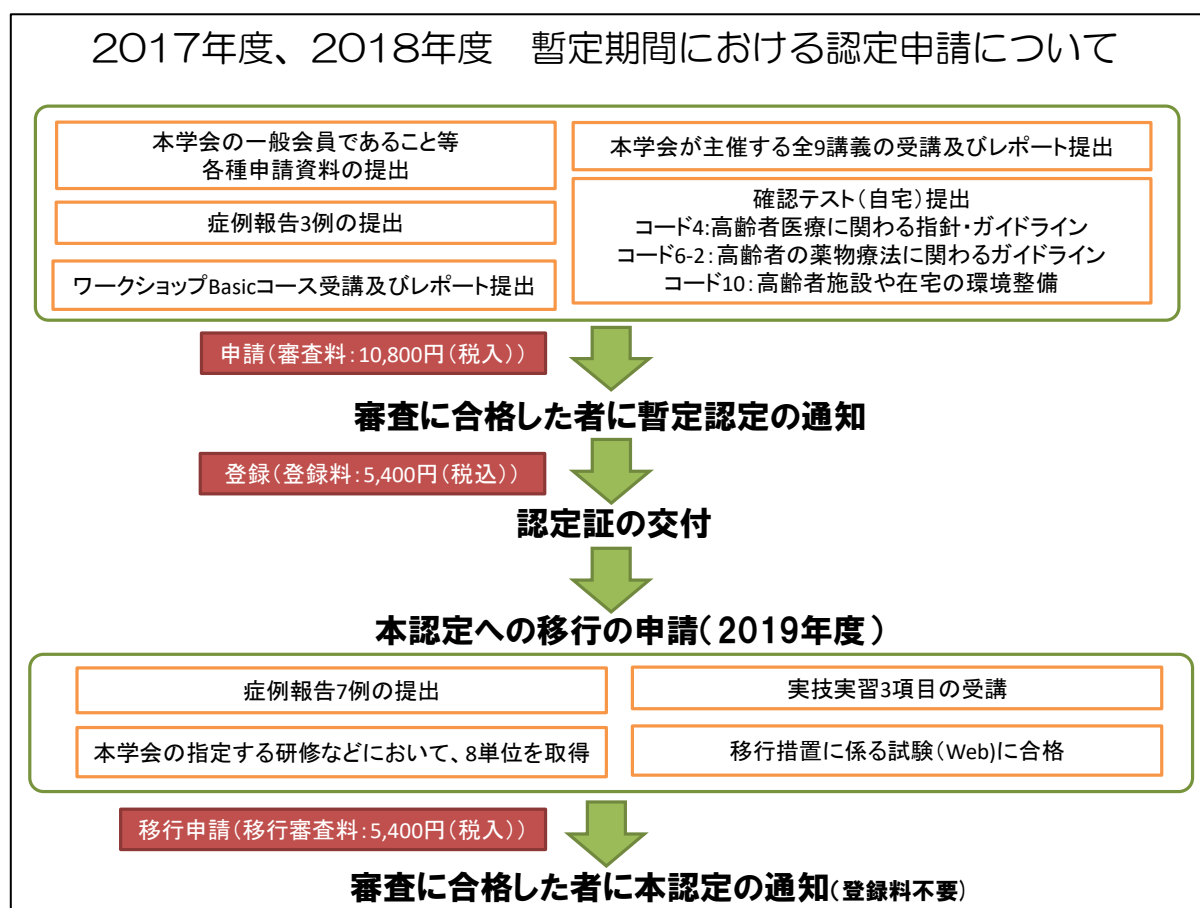 2017年度、2018年度　暫定期間における認定申請について
本学会の一般会員であること等
各種申請資料の提出
症例報告3例の提出
ワークショップBasicコース受講及びレポート提出
本学会が主催する全9講義の受講及びレポート提出
確認テスト（自宅）提出
コード4:高齢者医療に関わる指針・ガイドライン
コード6-2：高齢者の薬物療法に関わるガイドライン
コード10：高齢者施設や在宅の環境整備
申請（審査料：10,800円（税入））
審査に合格した者に暫定認定の通知
登録（登録料：5,400円（税込））
認定証の交付
本認定への移行の申請（2019年度）
症例報告7例の提出
実技実習3項目の受講
本学会の指定する研修などにおいて、8単位を取得
移行措置に係る試験（Web)に合格
移行申請（移行審査料：5,400円（税入））
審査に合格した者に本認定の通知（登録料不要）